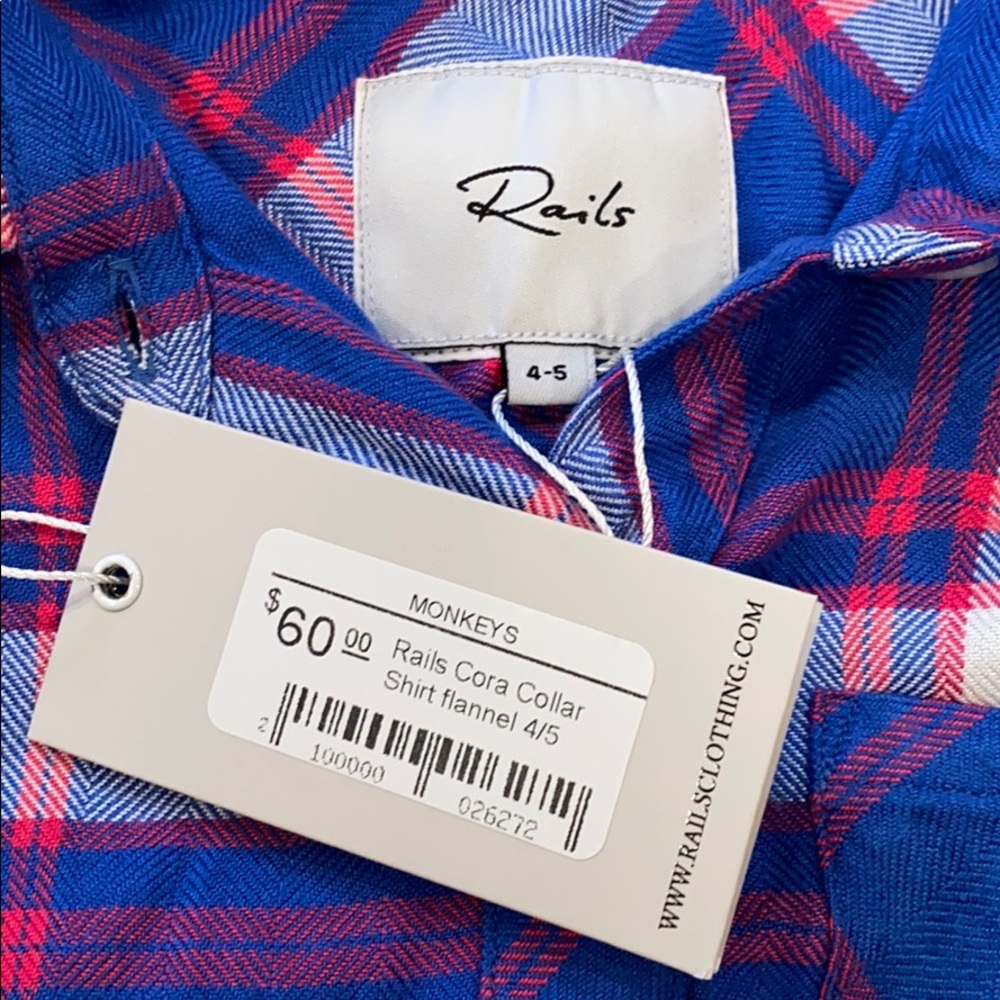 Rails
4-5
MONKEYS
$60 00
Rails Cora Collar
Shirt flannel 4/5
2 100000 026272
WWW.RAILSCLOTHING.COM